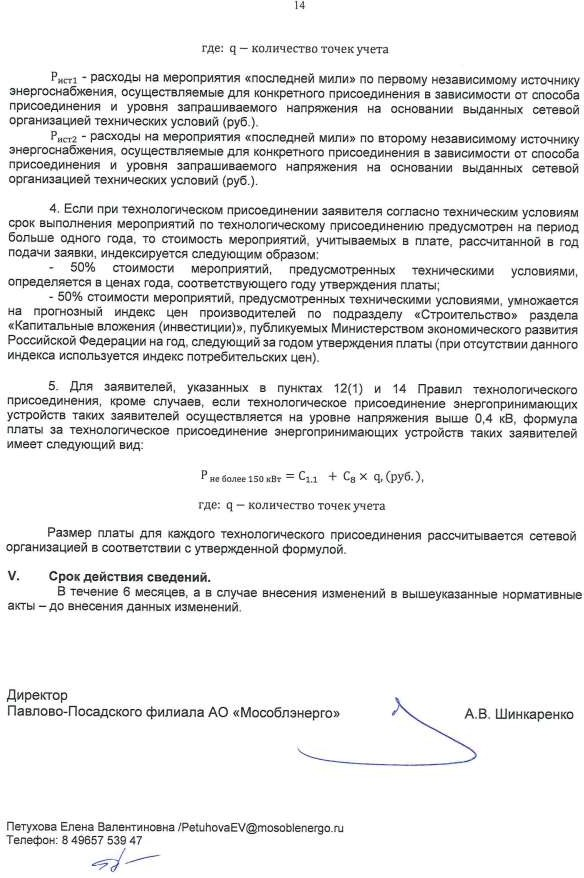 14
где: q − количество точек учета
Рист1 - расходы на мероприятия «последней мили» по первому независимому источнику
энергоснабжения, осуществляемые для конкретного присоединения в зависимости от способа
присоединения и уровня запрашиваемого напряжения на основании выданных сетевой
организацией технических условий (руб.).
Рист2 - расходы на мероприятия «последней мили» по второму независимому источнику
энергоснабжения, осуществляемые для конкретного присоединения в зависимости от способа
присоединения и уровня запрашиваемого напряжения на основании выданных сетевой
организацией технических условий (руб.).
4. Если при технологическом присоединении заявителя согласно техническим условиям
срок выполнения мероприятий по технологическому присоединению предусмотрен на период
больше одного года, то стоимость мероприятий, учитываемых в плате, рассчитанной в год
подачи заявки, индексируется следующим образом:
- 50% стоимости мероприятий, предусмотренных техническими условиями,
определяется в ценах года, соответствующего году утверждения платы;
- 50% стоимости мероприятий, предусмотренных техническими условиями, умножается
на прогнозный индекс цен производителей по подразделу «Строительство» раздела
«Капитальные вложения (инвестиции)», публикуемых Министерством экономического развития
Российской Федерации на год, следующий за годом утверждения платы (при отсутствии данного
индекса используется индекс потребительских цен).
5. Для заявителей, указанных в пунктах 12(1) и 14 Правил технологического
присоединения, кроме случаев, если технологическое присоединение энергопринимающих
устройств таких заявителей осуществляется на уровне напряжения выше 0,4 кВ, формула
платы за технологическое присоединение энергопринимающих устройств таких заявителей
имеет следующий вид:
Р не более 150 кВт = С1.1 + С8 × q, (руб.),
где: q − количество точек учета
Размер платы для каждого технологического присоединения рассчитывается сетевой
организацией в соответствии с утвержденной формулой.
V. Срок действия сведений.
В течение 6 месяцев, а в случае внесения изменений в вышеуказанные нормативные
акты – до внесения данных изменений.
Директор
Павлово-Посадского филиала АО «Мособлэнерго» А.В. Шинкаренко
Петухова Елена Валентиновна /PetuhovaEV@mosoblenergo.ru
Телефон: 8 49657 539 47